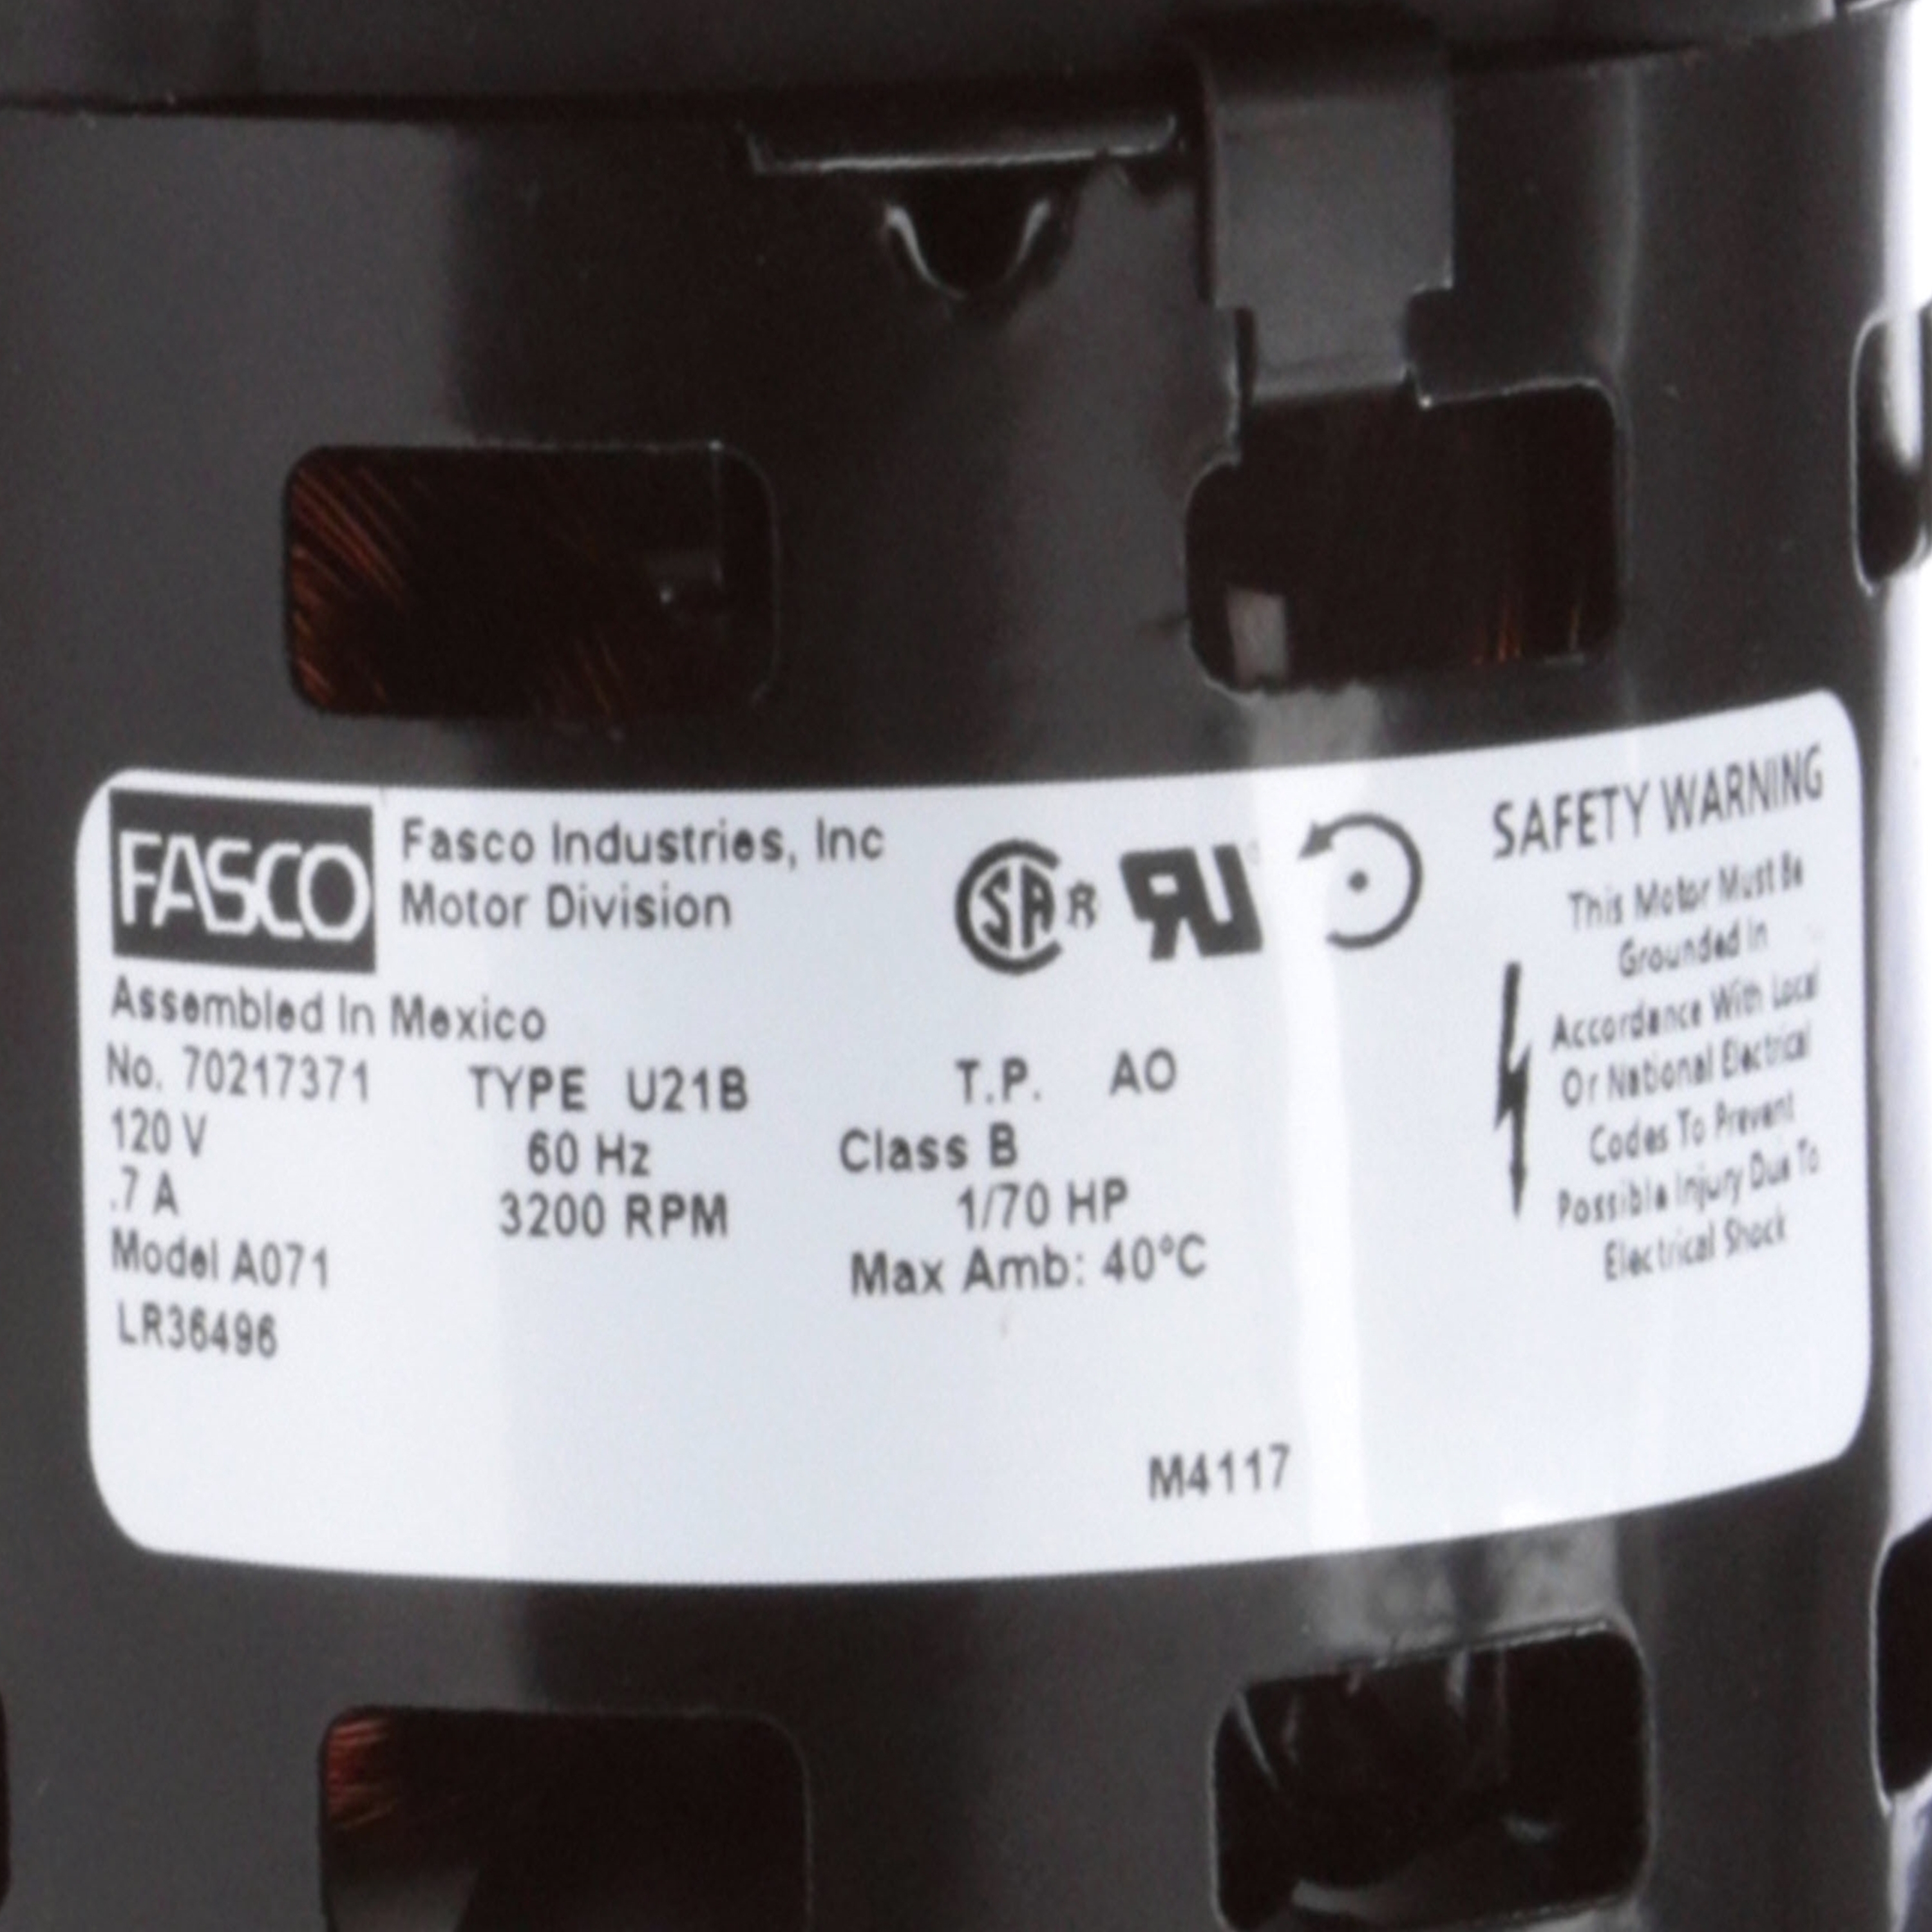 FASCO
Fasco Industries, Inc
Motor Division
Assembled In Mexico
No. 70217371 TYPE U21B T.P. AO
120 V 60 Hz Class B
.7 A 3200 RPM 1/70 HP
Model A071 Max Amb: 40°C
LR36496
M4117
SA R
RU
SAFETY WARNING
This Motor Must Be
Grounded in
Accordance With Local
Or National Electrical
Codes To Prevent
Possible Injury Due To
Electrical Shock